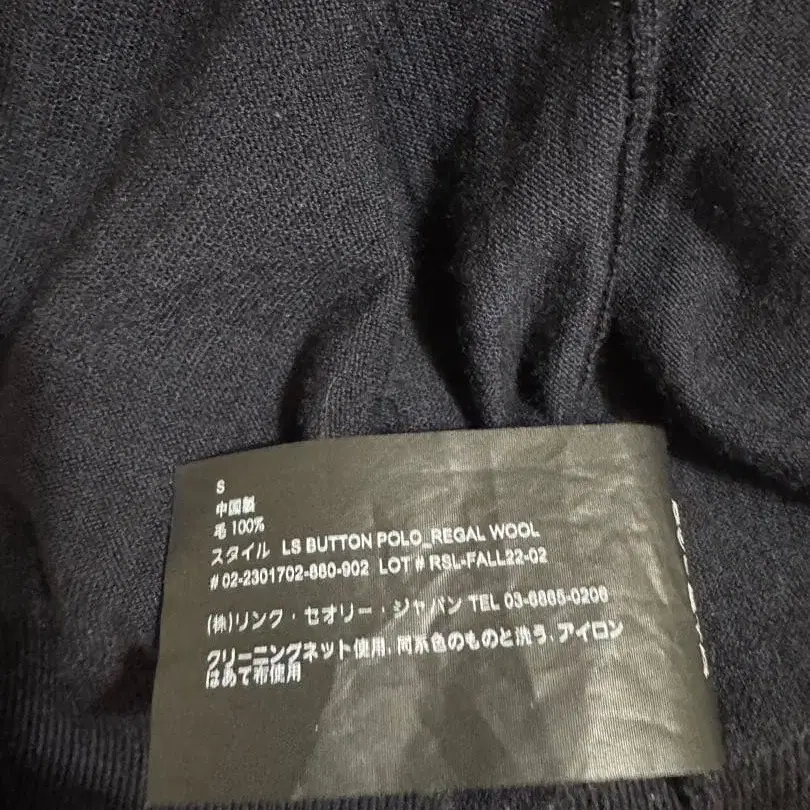 S
中国製
毛 100%
スタイル LS BUTTON POLO_REGAL WOOL
# 02-2301702-880-902 LOT # RSL-FALL22-02
(株)リンク・セオリー・ジャパン TEL 03-6865-0206
クリーニングネット使用, 同系色のものと洗う, アイロン
はあて布使用